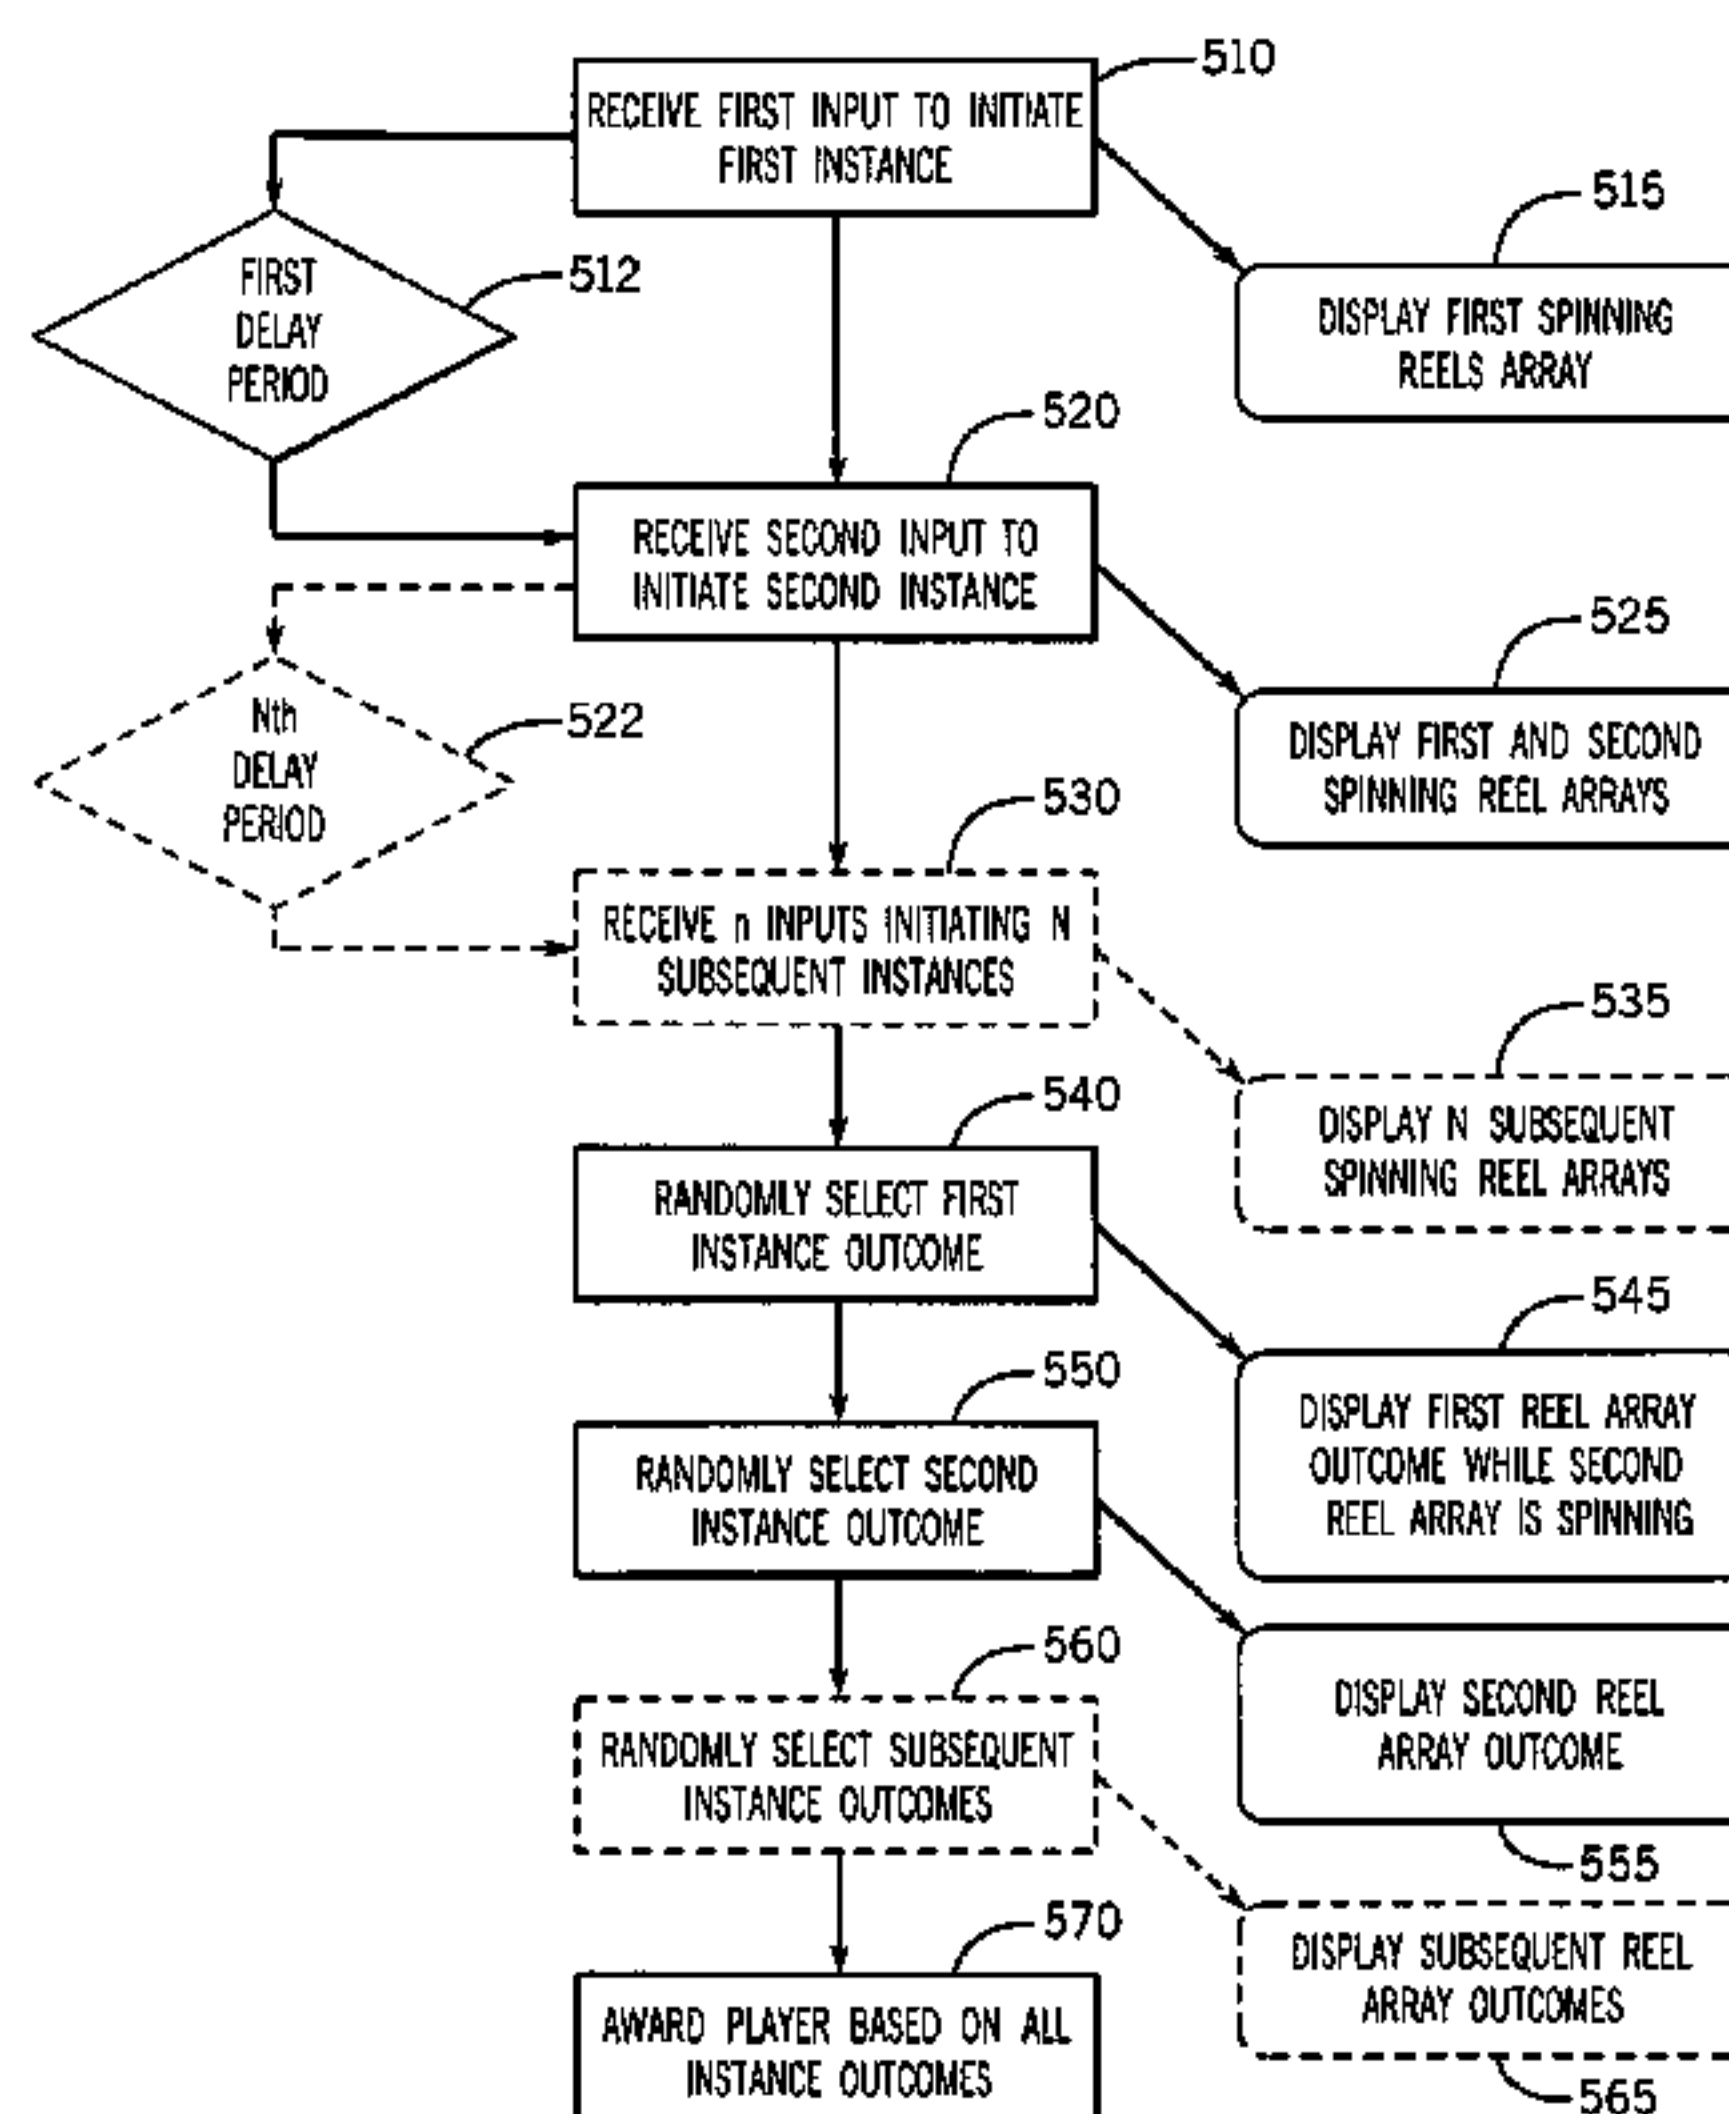 510
RECEIVE FIRST INPUT TO INITIATE
FIRST INSTANCE
515
DISPLAY FIRST SPINNING
REELS ARRAY
FIRST
DELAY
PERIOD
512
520
RECEIVE SECOND INPUT TO
INITIATE SECOND INSTANCE
525
DISPLAY FIRST AND SECOND
SPINNING REEL ARRAYS
Nth
DELAY
PERIOD
522
530
RECEIVE n INPUTS INITIATING N
SUBSEQUENT INSTANCES
535
DISPLAY N SUBSEQUENT
SPINNING REEL ARRAYS
540
RANDOMLY SELECT FIRST
INSTANCE OUTCOME
545
DISPLAY FIRST REEL ARRAY
OUTCOME WHILE SECOND
REEL ARRAY IS SPINNING
550
RANDOMLY SELECT SECOND
INSTANCE OUTCOME
DISPLAY SECOND REEL
ARRAY OUTCOME
555
560
RANDOMLY SELECT SUBSEQUENT
INSTANCE OUTCOMES
DISPLAY SUBSEQUENT REEL
ARRAY OUTCOMES
565
570
AWARD PLAYER BASED ON ALL
INSTANCE OUTCOMES